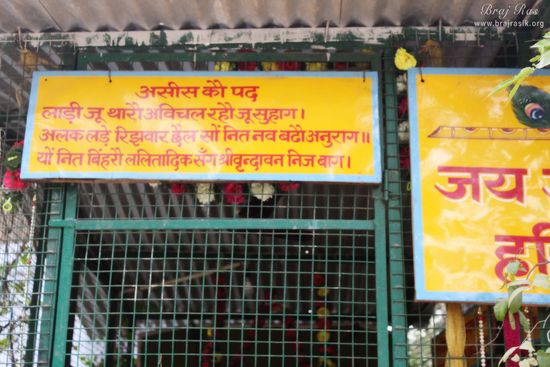 Braj Ras
www.brajrasik.org
असीस कौ पद
लाड़ी जू थारौ अविचल रहौ जू सुहाग।
अलक लड़े रिझवार छैल सों नित नव बढौ अनुराग॥
यों नित बिंहरौ ललितादिक सँग श्रीवृन्दावन निज बाग।
जय